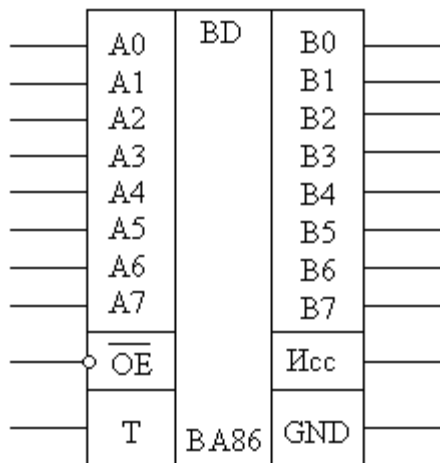 A0 BD B0
A1 B1
A2 B2
A3 B3
A4 B4
A5 B5
A6 B6
A7 B7
OE Исс
T BA86 GND